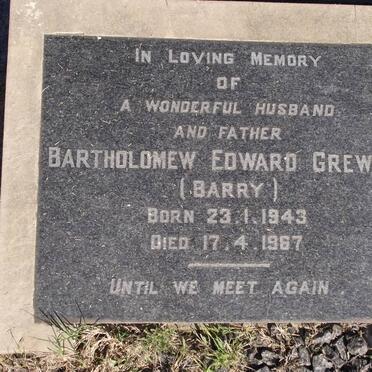 In Loving Memory
of
a wonderful husband
and father
Bartholomew Edward Grew
(Barry)
Born 23.1.1943
Died 17.4.1967
Until we meet again.